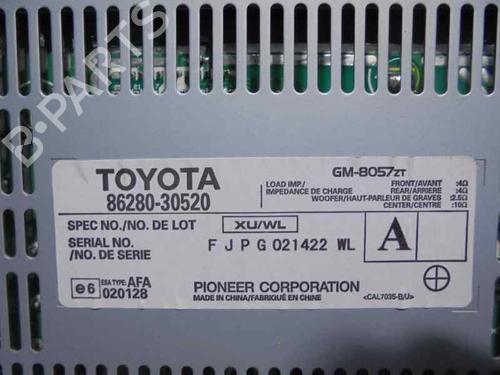 TOYOTA
86280-30520
GM-8057ZT
LOAD IMP./ FRONT/AVANT :4Ω
IMPEDANCE DE CHARGE REAR/ARRIERE :4Ω
WOOFER/HAUT-PARLEUR DE GRAVES :2.5Ω
CENTER/CENTRE :10Ω
SPEC NO./NO. DE LOT XU/WL
SERIAL NO. F J P G 021422 WL A
/NO. DE SERIE
e6 ESA TYPE: AFA
020128
PIONEER CORPORATION
MADE IN CHINA/FABRIQUÉ EN CHINE
<CAL7035-B/U>
B-PARTS